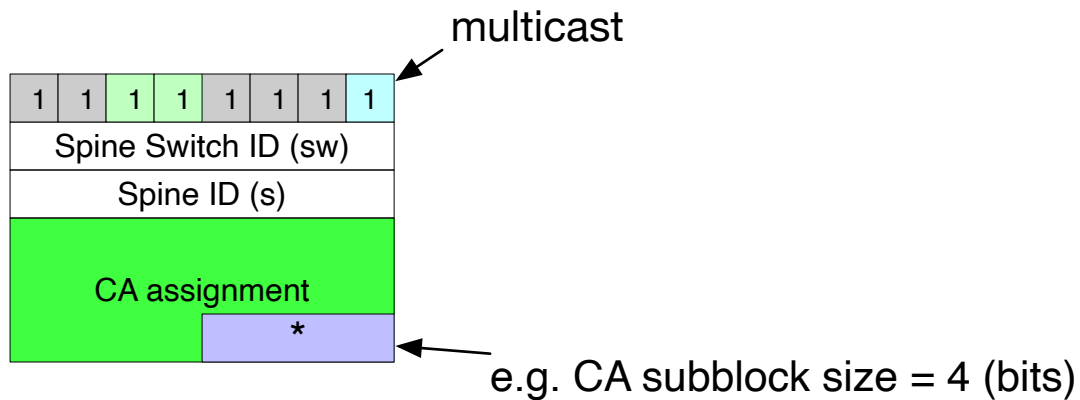 multicast
1 1 1 1 1 1 1 1
Spine Switch ID (sw)
Spine ID (s)
CA assignment
*
e.g. CA subblock size = 4 (bits)